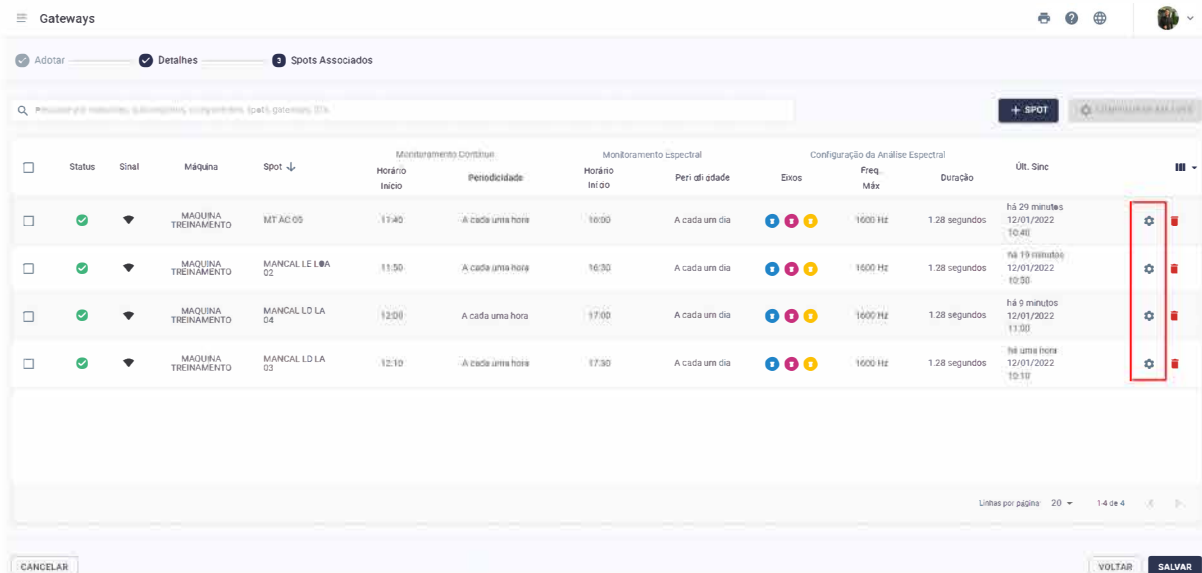 Gateways
Adotar
Detalhes
3 Spots Associados
+ SPOT
Monitoramento Contínuo Monitoramento Espectral Configuração da Análise Espectral
Status Sinal Máquina Spot Horário Início Periodicidade Horário Início Eixos Freq. Máx Duração Últ. Sinc
MAQUINA TREINAMENTO MT AC 00 11:40 A cada uma hora 16:00 A cada um dia 1600 Hz 1.28 segundos há 29 minutos 12/01/2022 10:40
MAQUINA TREINAMENTO MANCAL LE LOA 02 11:50 A cada uma hora 16:30 A cada um dia 1600 Hz 1.28 segundos há 19 minutos 12/01/2022 10:50
MAQUINA TREINAMENTO MANCAL LD LA 04 12:00 A cada uma hora 17:00 A cada um dia 1600 Hz 1.28 segundos há 9 minutos 12/01/2022 11:00
MAQUINA TREINAMENTO MANCAL LD LA 03 12:10 A cada uma hora 17:30 A cada um dia 1600 Hz 1.28 segundos há uma hora 12/01/2022 10:10
Linhas por página: 20 1-4 de 4
CANCELAR
VOLTAR
SALVAR